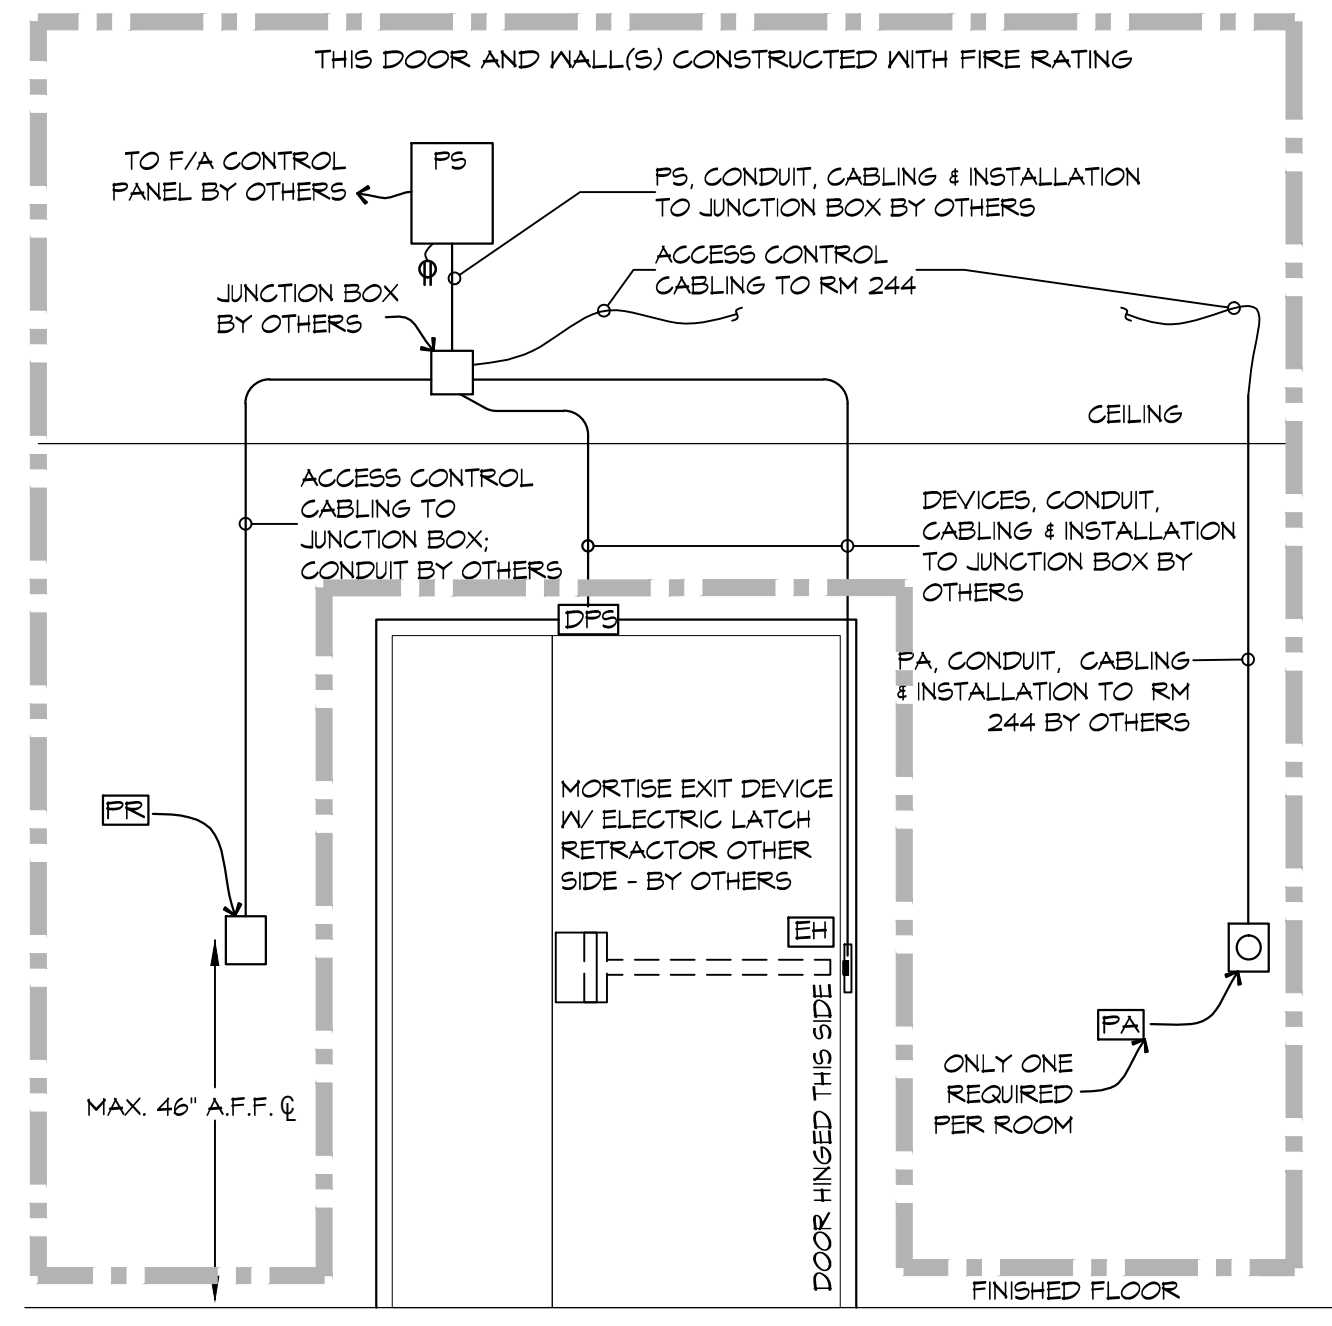 THIS DOOR AND WALL(S) CONSTRUCTED WITH FIRE RATING
TO F/A CONTROL
PANEL BY OTHERS
PS
PS, CONDUIT, CABLING & INSTALLATION
TO JUNCTION BOX BY OTHERS
ACCESS CONTROL
CABLING TO RM 244
JUNCTION BOX
BY OTHERS
CEILING
ACCESS CONTROL
CABLING TO
JUNCTION BOX;
CONDUIT BY OTHERS
DEVICES, CONDUIT,
CABLING & INSTALLATION
TO JUNCTION BOX BY
OTHERS
DPS
PA, CONDUIT, CABLING
& INSTALLATION TO RM
244 BY OTHERS
MORTISE EXIT DEVICE
W/ ELECTRIC LATCH
RETRACTOR OTHER
SIDE - BY OTHERS
PR
EH
DOOR HINGED THIS SIDE
PA
ONLY ONE
REQUIRED
PER ROOM
MAX. 46" A.F.F. ℄
FINISHED FLOOR